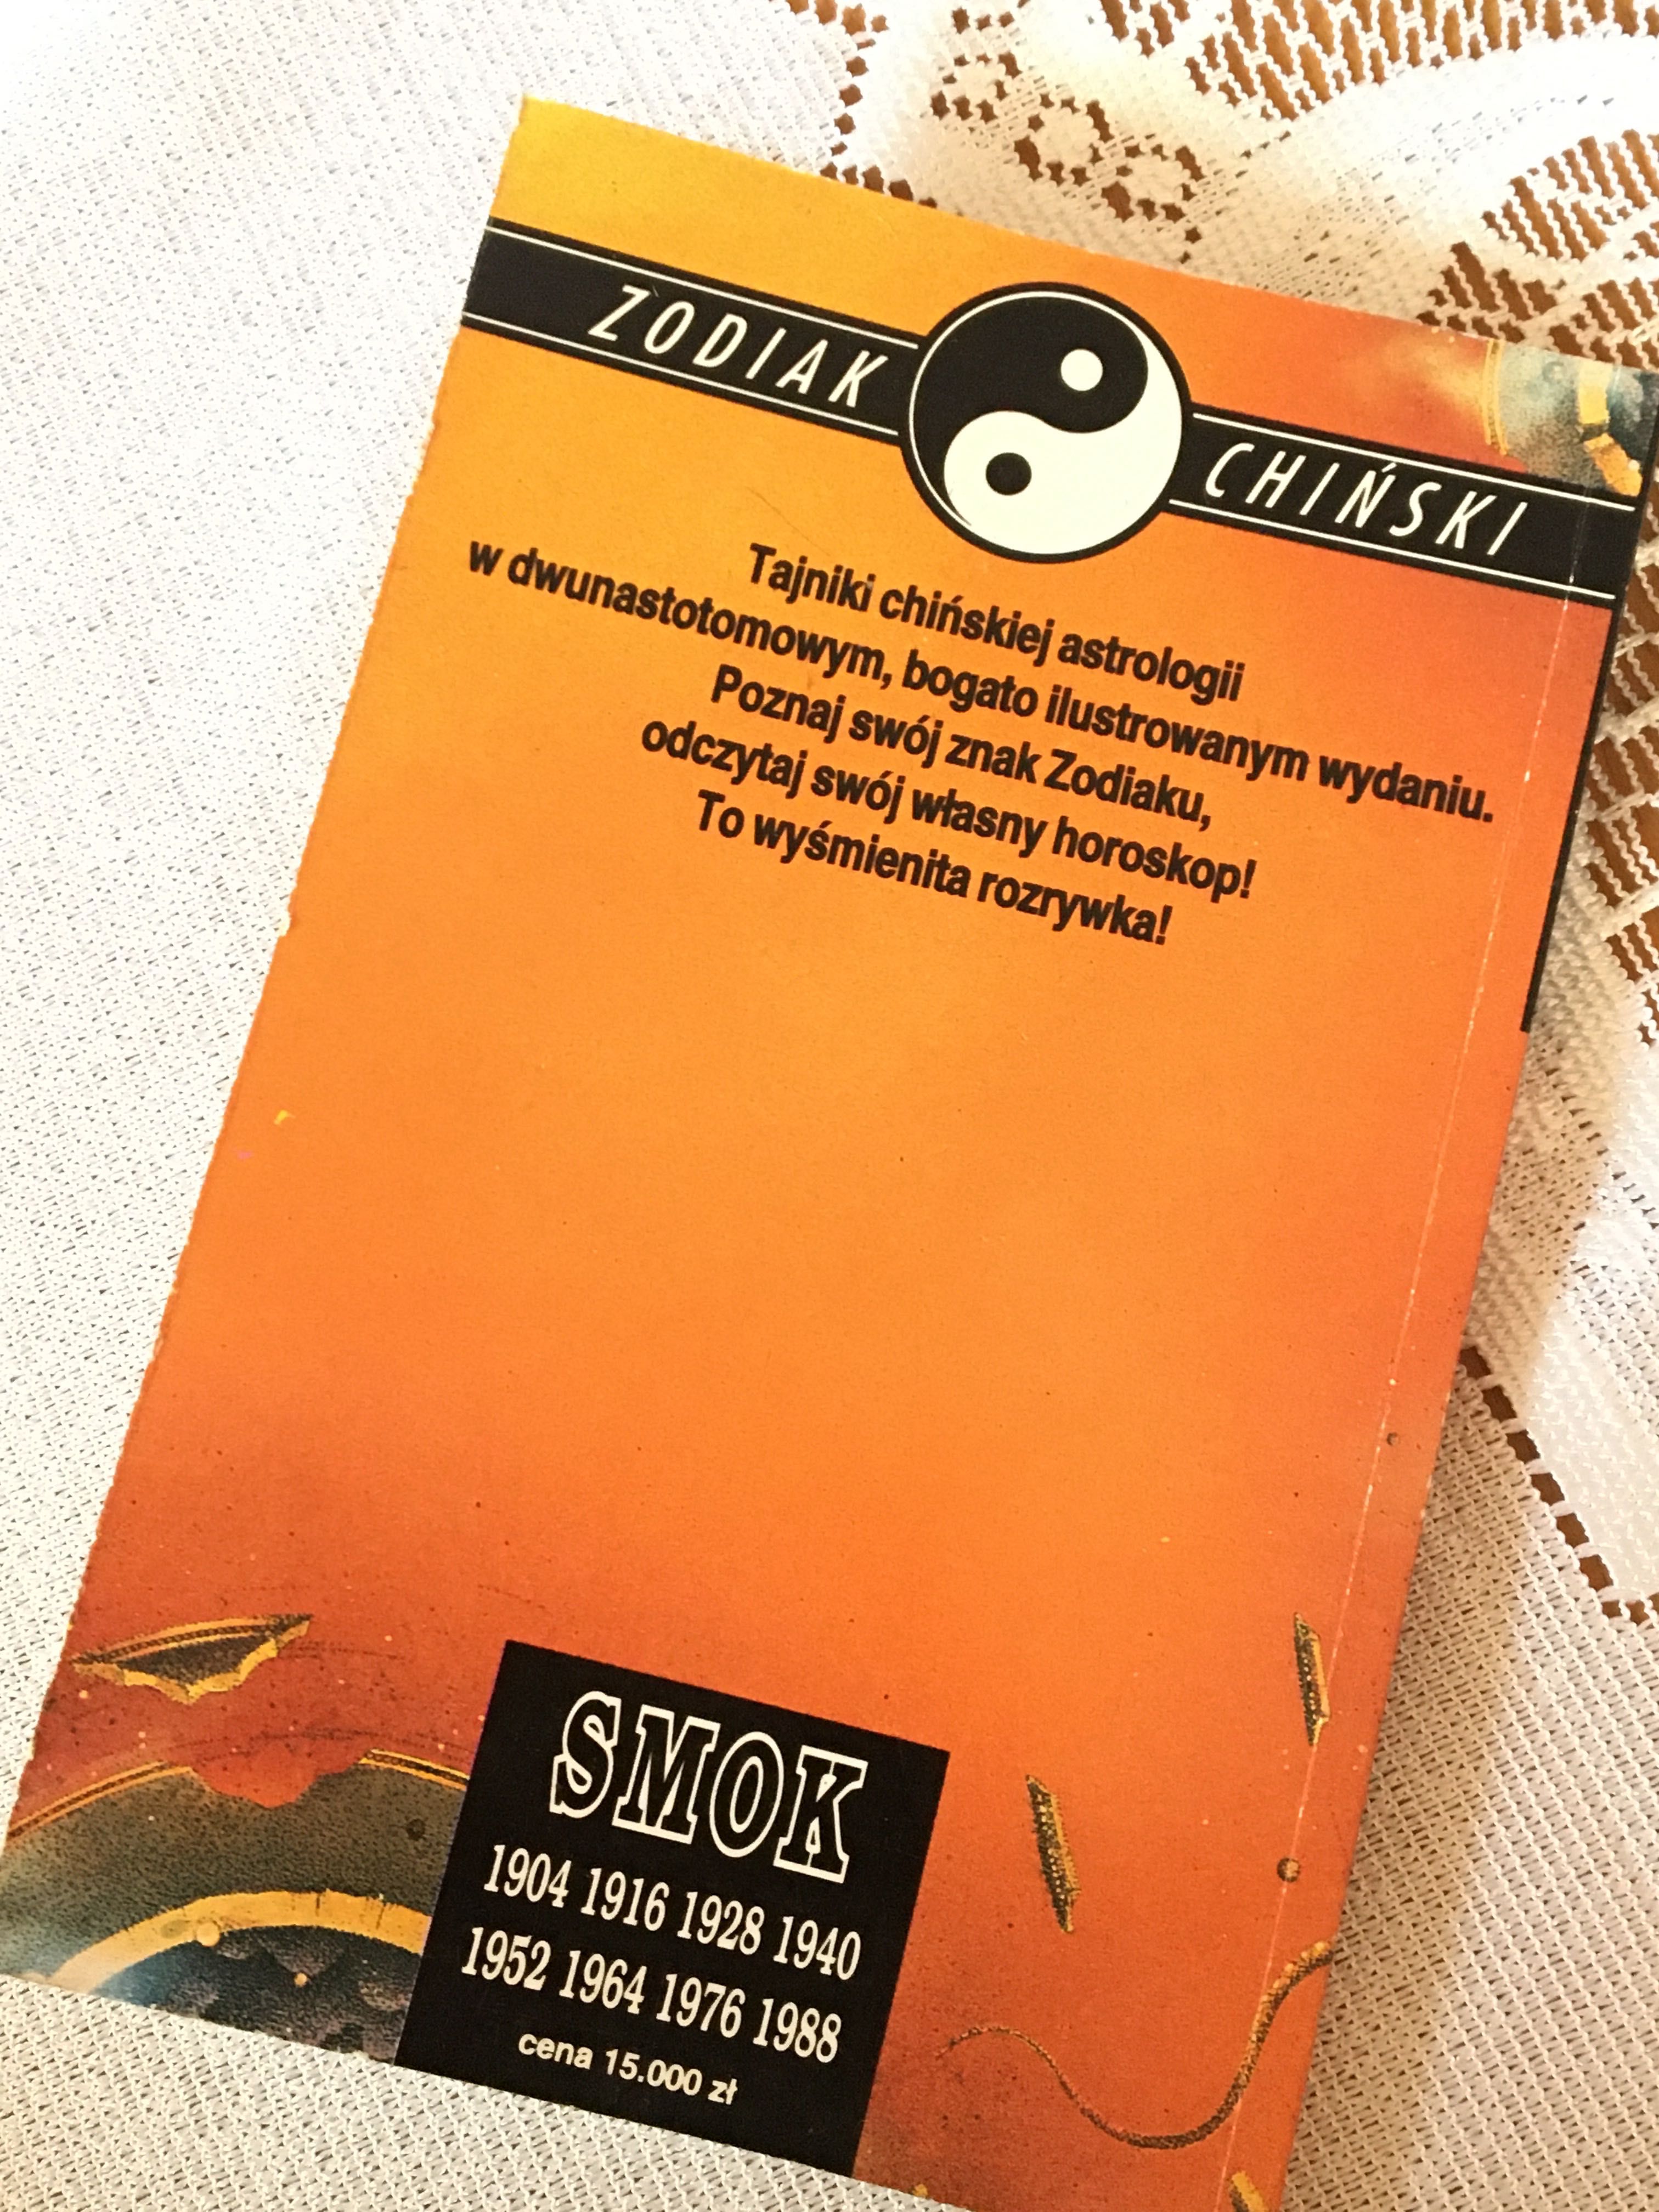 ZODIAK CHIŃSKI
Tajniki chińskiej astrologii
w dwunastotomowym, bogato ilustrowanym wydaniu.
Poznaj swój znak Zodiaku,
odczytaj swój własny horoskop!
To wyśmienita rozrywka!
SMOK
1904 1916 1928 1940
1952 1964 1976 1988
cena 15.000 zł